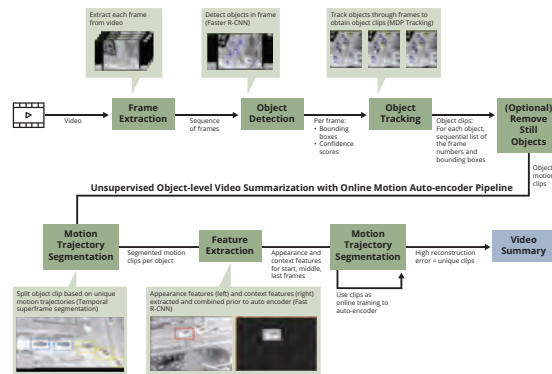 Extract each frame
from video
Detect objects in frame
(Faster R-CNN)
Track objects through frames to
obtain object clips (MDP Tracking)
Video
Frame
Extraction
Sequence
of frames
Object
Detection
Per frame:
• Bounding
boxes
• Confidence
scores
Object
Tracking
Object clips:
For each object,
sequential list of
the frame
numbers and
bounding boxes
(Optional)
Remove
Still
Objects
Object
motion
clips
Unsupervised Object-level Video Summarization with Online Motion Auto-encoder Pipeline
Motion
Trajectory
Segmentation
Segmented motion
clips per object
Feature
Extraction
Appearance and
context features
for start, middle,
last frames
Motion
Trajectory
Segmentation
High reconstruction
error = unique clips
Video
Summary
Use clips as
online training to
auto-encoder
Split object clip based on unique
motion trajectories (Temporal
superframe segmentation)
Appearance features (left) and context features (right)
extracted and combined prior to auto encoder (Fast
R-CNN)